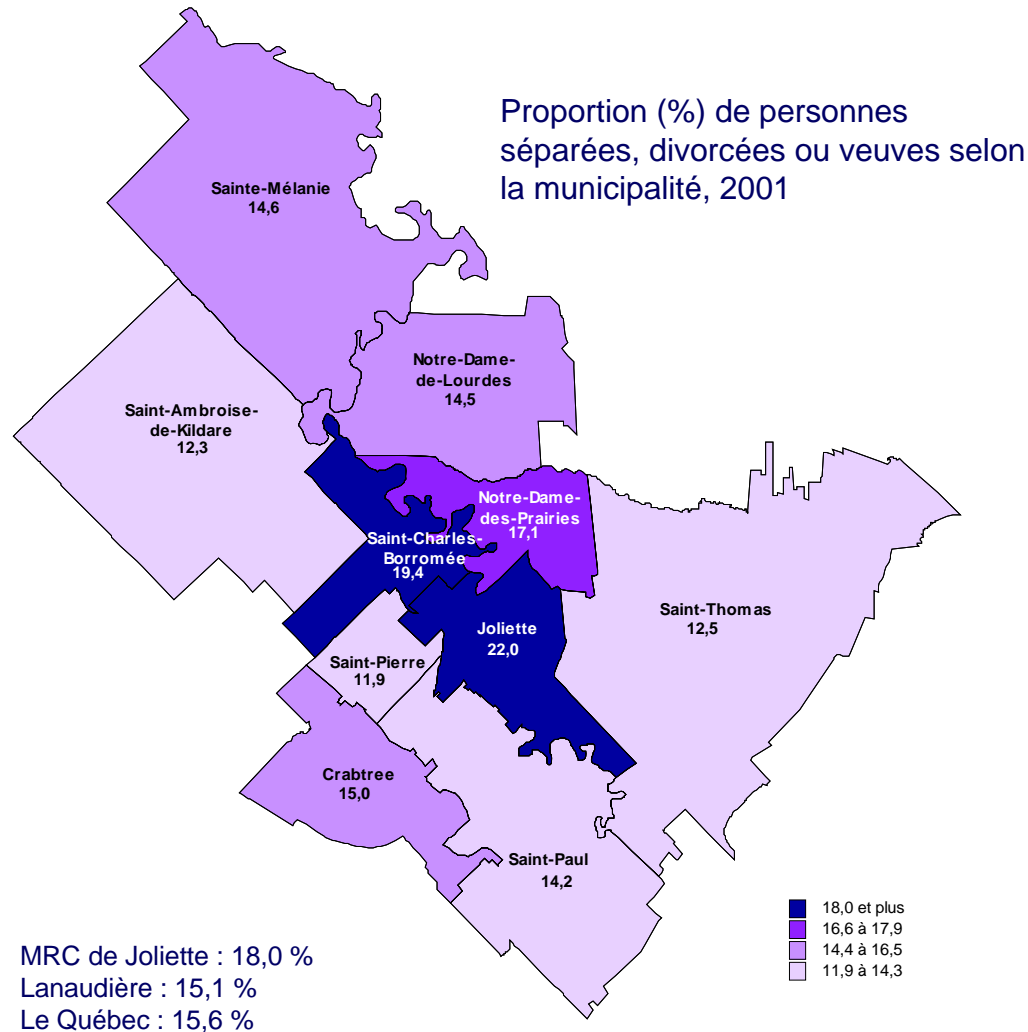 Proportion (%) de personnes
séparées, divorcées ou veuves selon
la municipalité, 2001
Sainte-Mélanie
14,6
Notre-Dame-
de-Lourdes
14,5
Saint-Ambroise-
de-Kildare
12,3
Notre-Dame-
des-Prairies
17,1
Saint-Charles-
Borromée
19,4
Saint-Thomas
12,5
Joliette
22,0
Saint-Pierre
11,9
Crabtree
15,0
Saint-Paul
14,2
18,0 et plus
16,6 à 17,9
14,4 à 16,5
11,9 à 14,3
MRC de Joliette : 18,0 %
Lanaudière : 15,1 %
Le Québec : 15,6 %